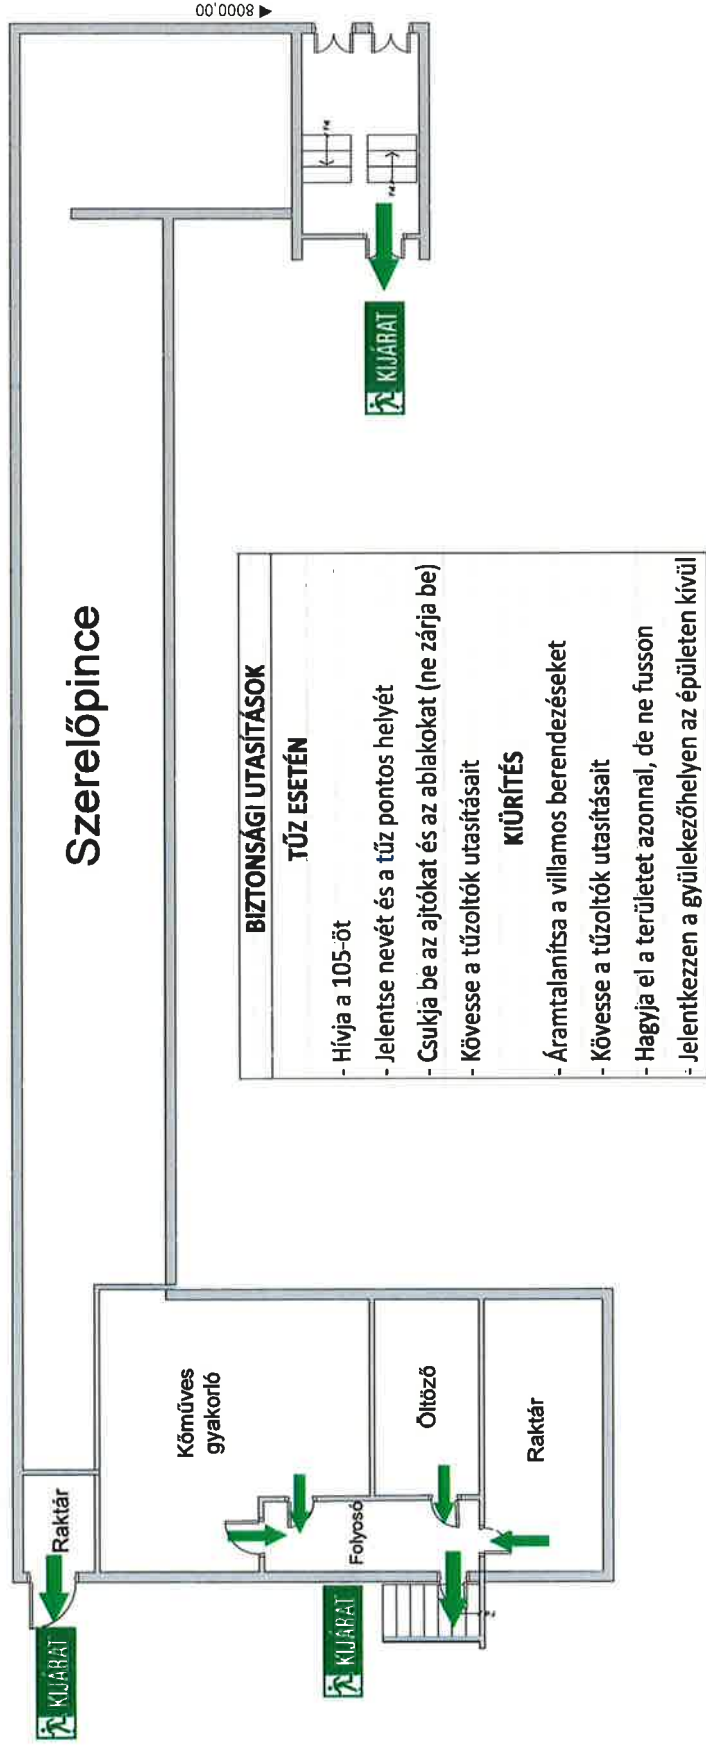 8000,00
Szerelőpince
Raktár
KIJÁRAT
Kőműves
gyakorló
Folyosó
KIJÁRAT
Öltöző
Raktár
KIJÁRAT
BIZTONSÁGI UTASÍTÁSOK
TŰZ ESETÉN
- Hívja a 105-öt
- Jelentse nevét és a tűz pontos helyét
- Csukja be az ajtókat és az ablakokat (ne zárja be)
- Kövesse a tűzoltók utasításait
KIÜRÍTÉS
- Áramtalanítsa a villamos berendezéseket
- Kövesse a tűzoltók utasításait
- Hagyja el a területet azonnal, de ne fusson
- Jelentkezzen a gyülekezőhelyen az épületen kívül